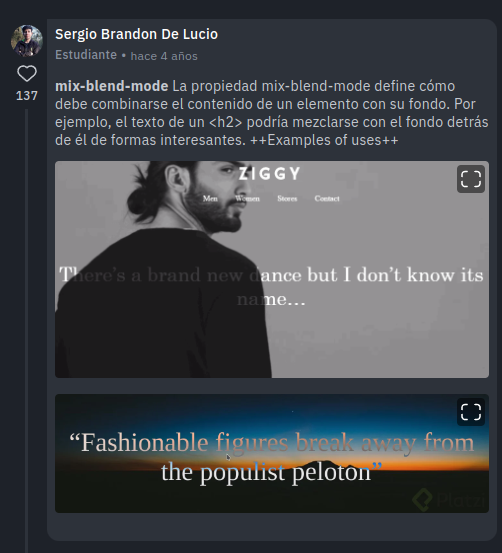 Sergio Brandon De Lucio
Estudiante • hace 4 años
137
mix-blend-mode La propiedad mix-blend-mode define cómo
debe combinarse el contenido de un elemento con su fondo. Por
ejemplo, el texto de un <h2> podría mezclarse con el fondo detrás
de él de formas interesantes. ++Examples of uses++
ZIGGY
Men Women Stores Contact
There's a brand new dance but I don't know its
name...
“Fashionable figures break away from
the populist peloton”
Platzi